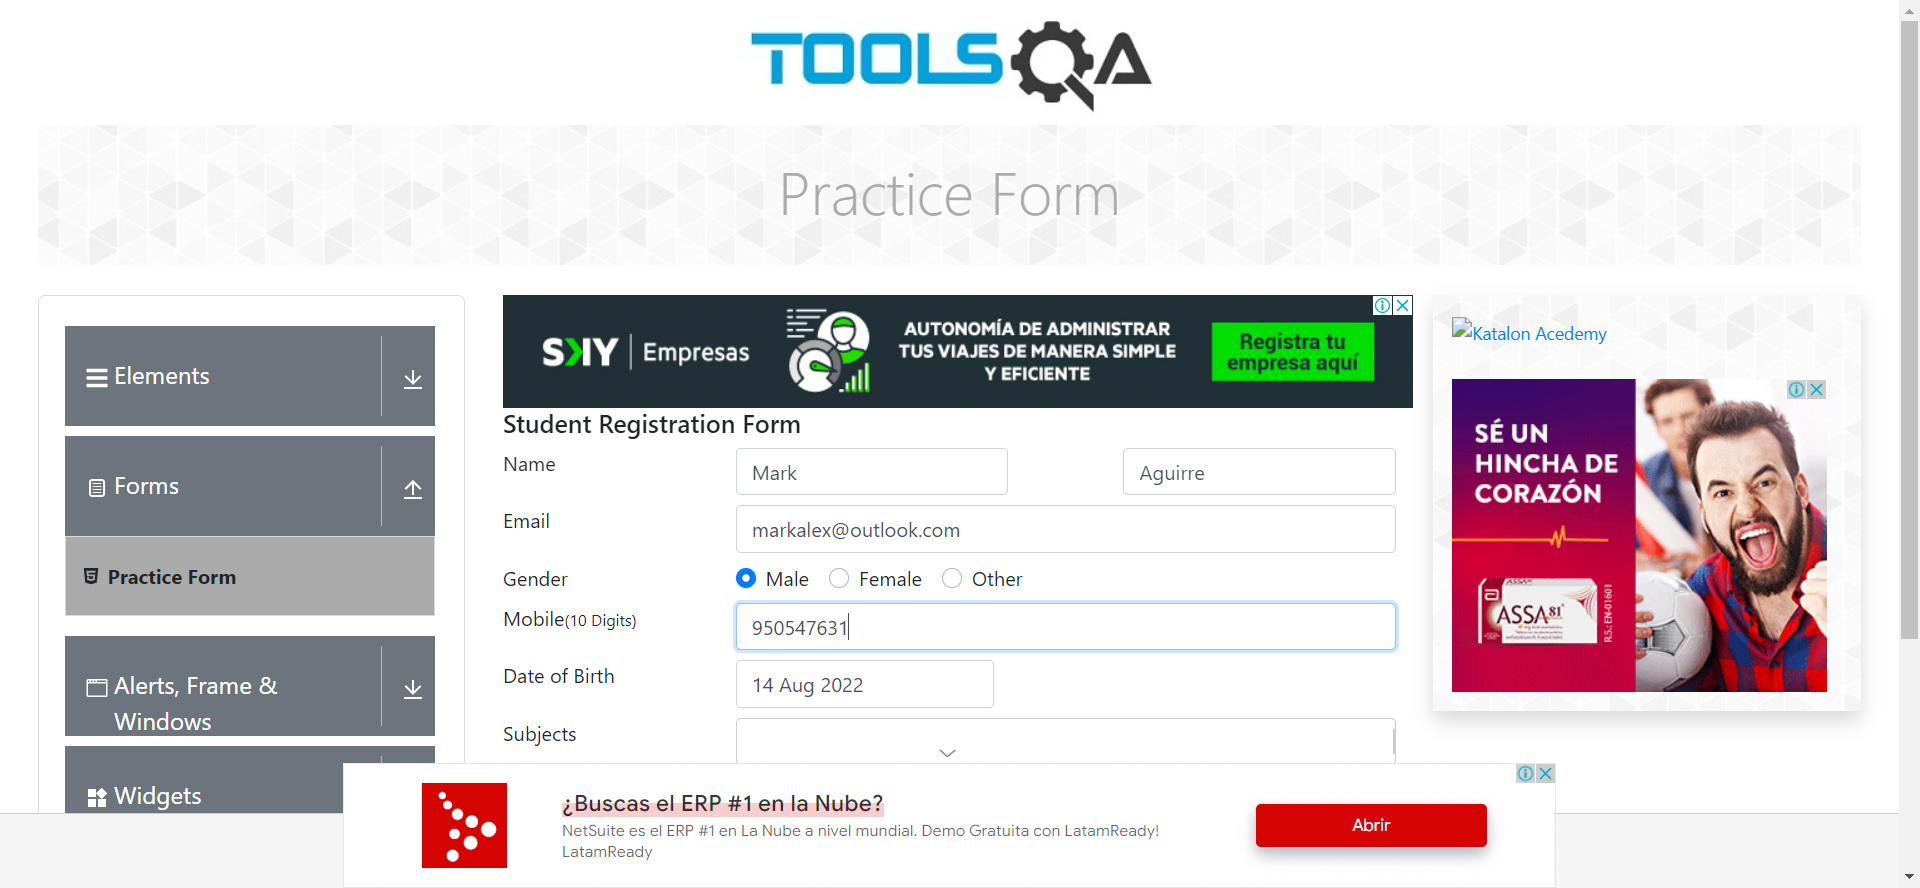 TOOLSQA
Practice Form
Elements
Forms
Practice Form
Alerts, Frame &
Windows
Widgets
SKY Empresas
AUTONOMÍA DE ADMINISTRAR
TUS VIAJES DE MANERA SIMPLE
Y EFICIENTE
Registra tu
empresa aquí
Student Registration Form
Name
Mark
Aguirre
Email
markalex@outlook.com
Gender
Male
Female
Other
Mobile(10 Digits)
950547631
Date of Birth
14 Aug 2022
Subjects
Katalon Acedemy
SÉ UN
HINCHA DE
CORAZÓN
ASSA 81
R.S.: EN-01601
¿Buscas el ERP #1 en la Nube?
NetSuite es el ERP #1 en La Nube a nivel mundial. Demo Gratuita con LatamReady!
LatamReady
Abrir